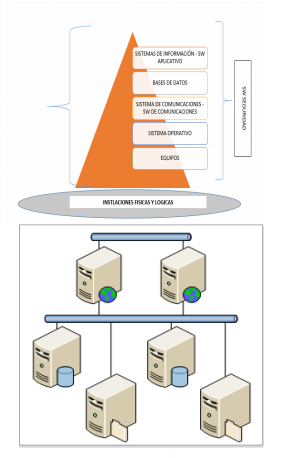 SISTEMAS DE INFORMACIÓN - SW
APLICATIVO
BASES DE DATOS
SISTEMA DE COMUNICACIONES -
SW DE COMUNICACIONES
SISTEMA OPERATIVO
EQUIPOS
SW SEGURIDAD
INSTLACIONES FISICAS Y LOGICAS